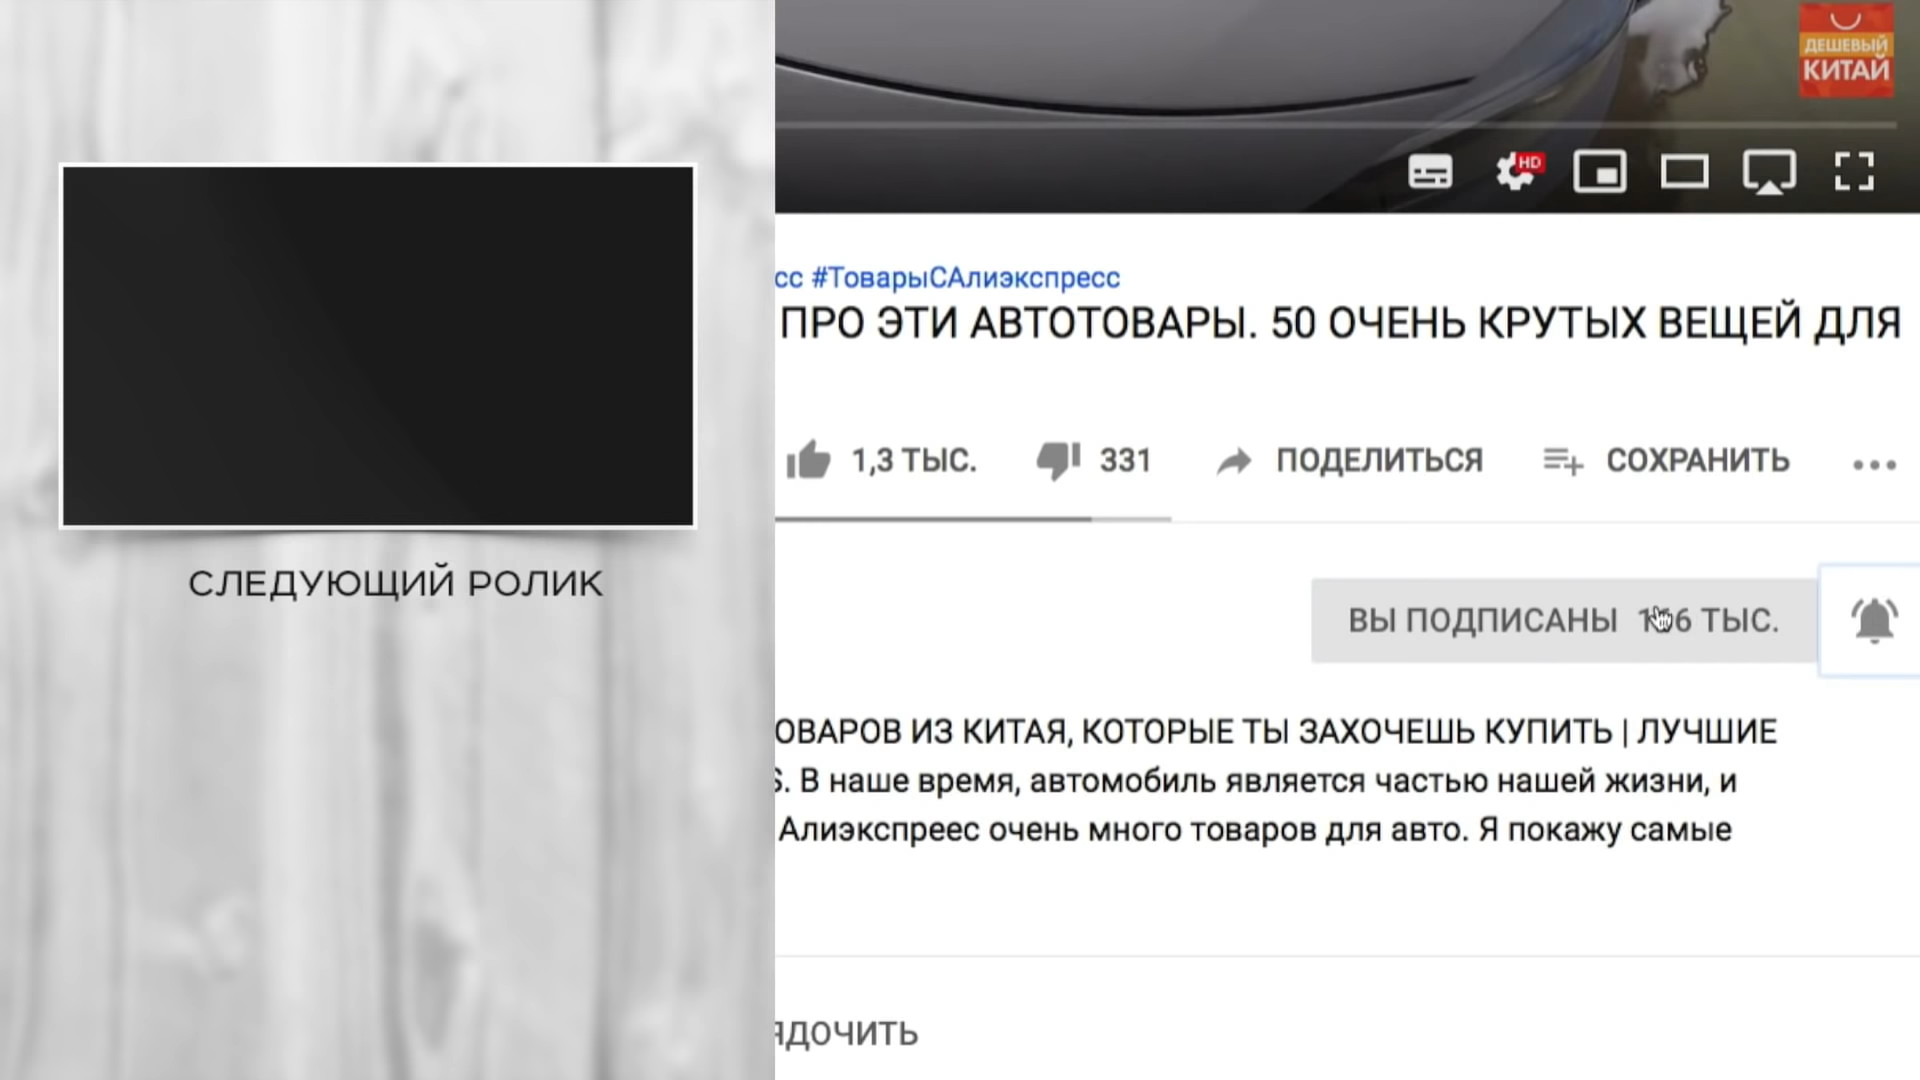 ДЕШЕВЫЙ
КИТАЙ
HD
сс #ТоварыСАлиэкспресс
ПРО ЭТИ АВТОТОВАРЫ. 50 ОЧЕНЬ КРУТЫХ ВЕЩЕЙ ДЛЯ
1,3 ТЫС. 331 ПОДЕЛИТЬСЯ СОХРАНИТЬ
СЛЕДУЮЩИЙ РОЛИК
ВЫ ПОДПИСАНЫ ТЫС.
ОВАРОВ ИЗ КИТАЯ, КОТОРЫЕ ТЫ ЗАХОЧЕШЬ КУПИТЬ | ЛУЧШИЕ
S. В наше время, автомобиль является частью нашей жизни, и
Алиэкспреес очень много товаров для авто. Я покажу самые
ЯДОЧИТЬ